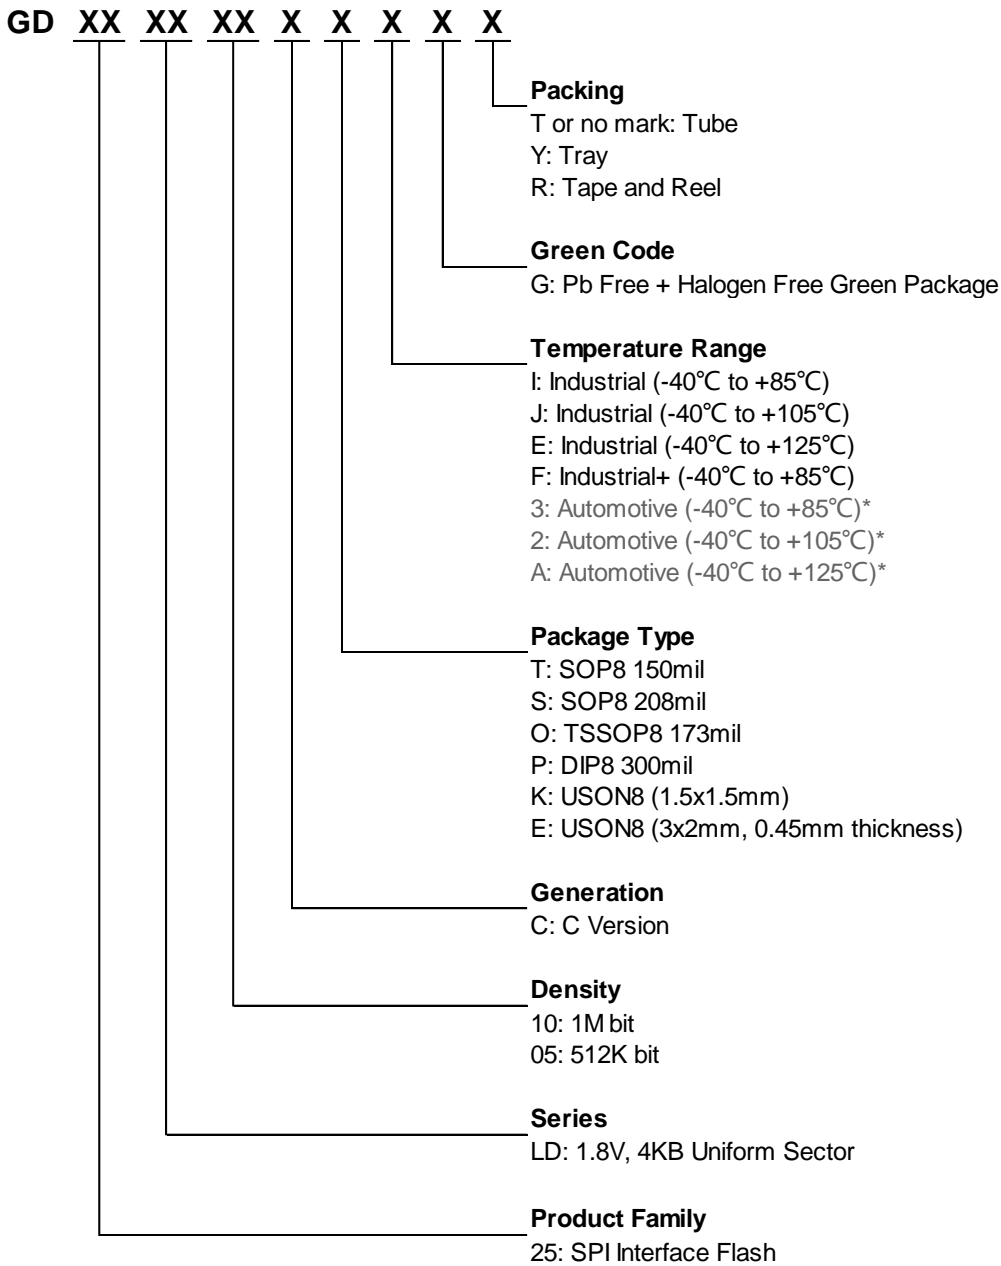 GD XX XX XX X X X X X
Packing
T or no mark: Tube
Y: Tray
R: Tape and Reel
Green Code
G: Pb Free + Halogen Free Green Package
Temperature Range
I: Industrial (-40℃ to +85℃)
J: Industrial (-40℃ to +105℃)
E: Industrial (-40℃ to +125℃)
F: Industrial+ (-40℃ to +85℃)
3: Automotive (-40℃ to +85℃)*
2: Automotive (-40℃ to +105℃)*
A: Automotive (-40℃ to +125℃)*
Package Type
T: SOP8 150mil
S: SOP8 208mil
O: TSSOP8 173mil
P: DIP8 300mil
K: USON8 (1.5x1.5mm)
E: USON8 (3x2mm, 0.45mm thickness)
Generation
C: C Version
Density
10: 1M bit
05: 512K bit
Series
LD: 1.8V, 4KB Uniform Sector
Product Family
25: SPI Interface Flash